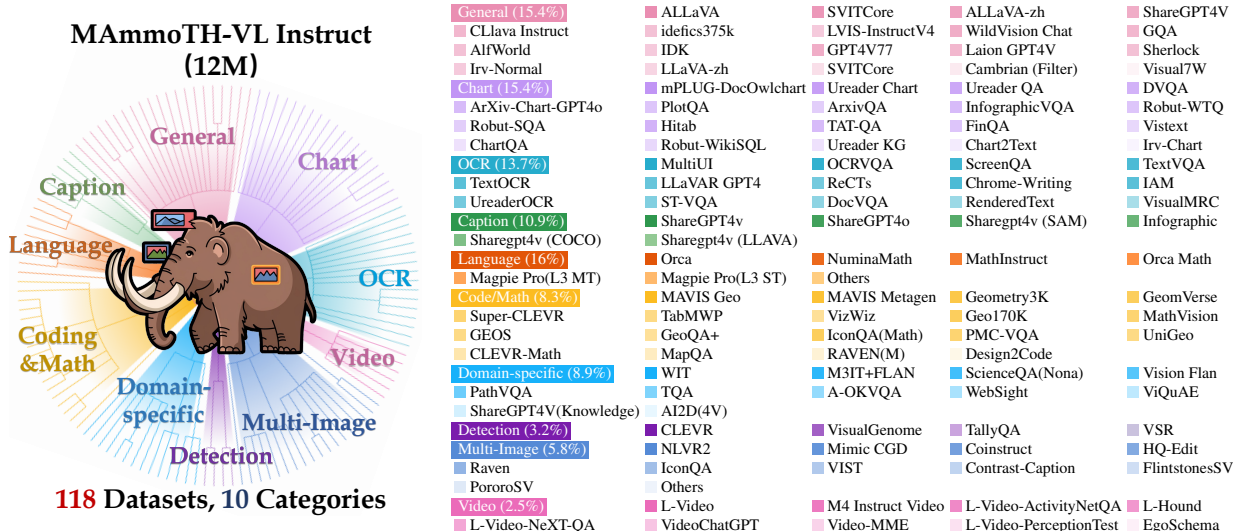 MAmmoTH-VL Instruct
(12M)
General
Chart
Caption
Language
OCR
Coding
&Math
Video
Domain-
specific
Multi-Image
Detection
118 Datasets, 10 Categories
General (15.4%) ALLaVA SVITCore ALLaVA-zh ShareGPT4V
CLlava Instruct idefics375k LVIS-InstructV4 WildVision Chat GQA
AlfWorld IDK GPT4V77 Laion GPT4V Sherlock
Irv-Normal LLaVA-zh SVITCore Cambrian (Filter) Visual7W
Chart (15.4%) mPLUG-DocOwlchart Ureader Chart Ureader QA DVQA
ArXiv-Chart-GPT4o PlotQA ArxivQA InfographicVQA Robut-WTQ
Robut-SQA Hitab TAT-QA FinQA Vistext
ChartQA Robut-WikiSQL Ureader KG Chart2Text Irv-Chart
OCR (13.7%) MultiUI OCRVQA ScreenQA TextVQA
TextOCR LLaVAR GPT4 ReCTs Chrome-Writing IAM
UreaderOCR ST-VQA DocVQA RenderedText VisualMRC
Caption (10.9%) ShareGPT4v ShareGPT4o Sharegpt4v (SAM) Infographic
Sharegpt4v (COCO) Sharegpt4v (LLAVA)
Language (16%) Orca NuminaMath MathInstruct Orca Math
Magpie Pro(L3 MT) Magpie Pro(L3 ST) Others
Code/Math (8.3%) MAVIS Geo MAVIS Metagen Geometry3K GeomVerse
Super-CLEVR TabMWP VizWiz Geo170K MathVision
GEOS GeoQA+ IconQA(Math) PMC-VQA UniGeo
CLEVR-Math MapQA RAVEN(M) Design2Code
Domain-specific (8.9%) WIT M3IT+FLAN ScienceQA(Nona) Vision Flan
PathVQA TQA A-OKVQA WebSight ViQuAE
ShareGPT4V(Knowledge) AI2D(4V)
Detection (3.2%) CLEVR VisualGenome TallyQA VSR
Multi-Image (5.8%) NLVR2 Mimic CGD Coinstruct HQ-Edit
Raven IconQA VIST Contrast-Caption FlintstonesSV
PororoSV Others
Video (2.5%) L-Video M4 Instruct Video L-Video-ActivityNetQA L-Hound
L-Video-NeXT-QA VideoChatGPT Video-MME L-Video-PerceptionTest EgoSchema